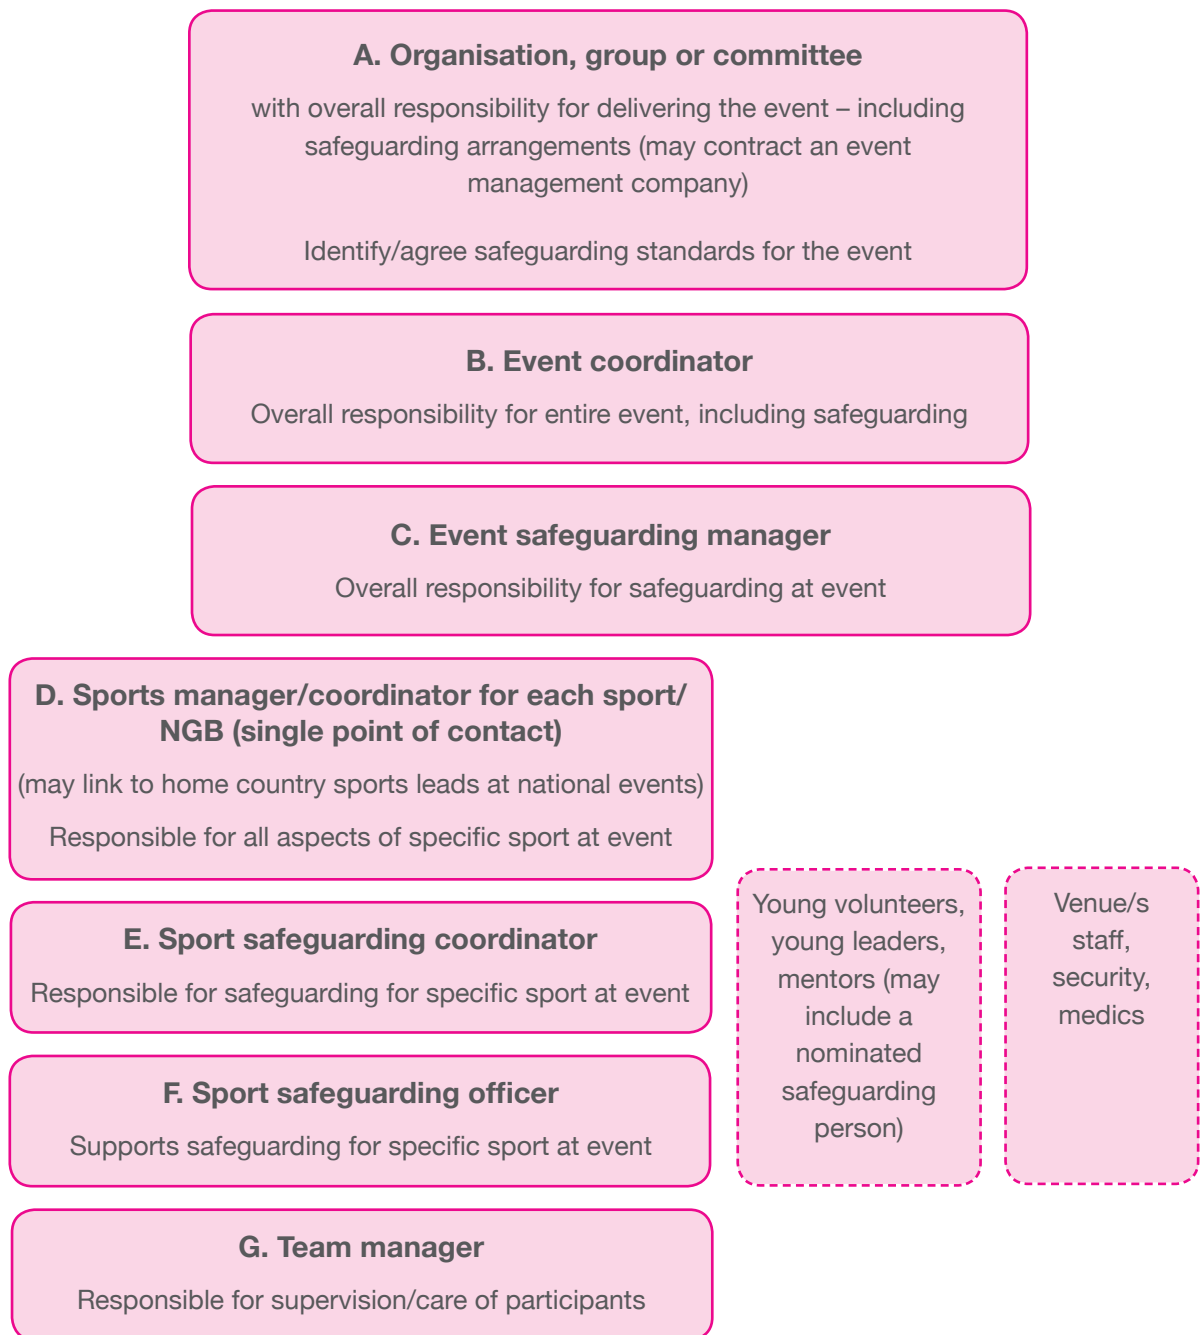 A. Organisation, group or committee
with overall responsibility for delivering the event – including
safeguarding arrangements (may contract an event
management company)
Identify/agree safeguarding standards for the event
B. Event coordinator
Overall responsibility for entire event, including safeguarding
C. Event safeguarding manager
Overall responsibility for safeguarding at event
D. Sports manager/coordinator for each sport/
NGB (single point of contact)
(may link to home country sports leads at national events)
Responsible for all aspects of specific sport at event
E. Sport safeguarding coordinator
Responsible for safeguarding for specific sport at event
F. Sport safeguarding officer
Supports safeguarding for specific sport at event
G. Team manager
Responsible for supervision/care of participants
Young volunteers,
young leaders,
mentors (may
include a
nominated
safeguarding
person)
Venue/s
staff,
security,
medics